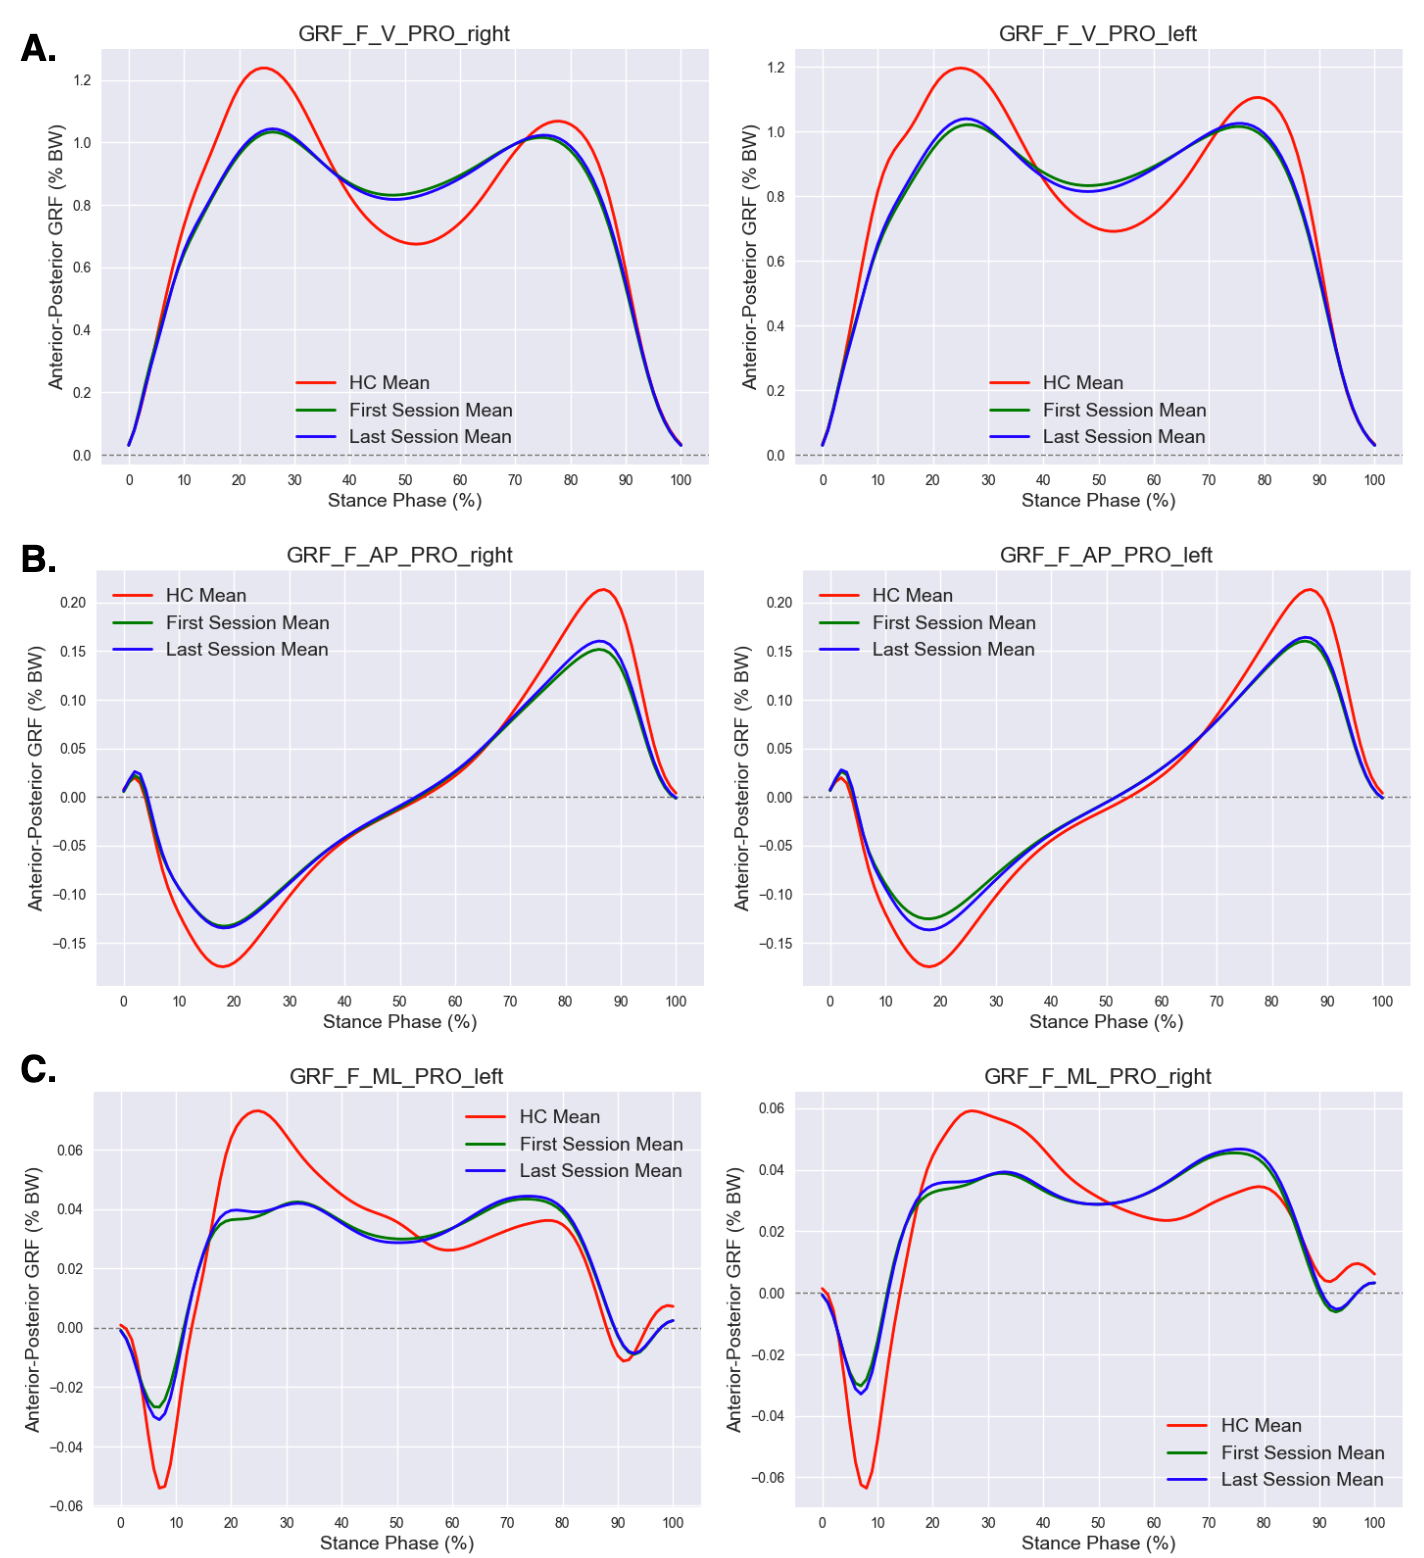 A.
GRF_F_V_PRO_right
Anterior-Posterior GRF (% BW)
1.2
1.0
0.8
0.6
0.4
0.2
0.0
HC Mean
First Session Mean
Last Session Mean
0 10 20 30 40 50 60 70 80 90 100
Stance Phase (%)
GRF_F_V_PRO_left
Anterior-Posterior GRF (% BW)
1.2
1.0
0.8
0.6
0.4
0.2
0.0
HC Mean
First Session Mean
Last Session Mean
0 10 20 30 40 50 60 70 80 90 100
Stance Phase (%)
B.
GRF_F_AP_PRO_right
Anterior-Posterior GRF (% BW)
0.20
0.15
0.10
0.05
0.00
−0.05
−0.10
−0.15
HC Mean
First Session Mean
Last Session Mean
0 10 20 30 40 50 60 70 80 90 100
Stance Phase (%)
GRF_F_AP_PRO_left
Anterior-Posterior GRF (% BW)
0.20
0.15
0.10
0.05
0.00
−0.05
−0.10
−0.15
HC Mean
First Session Mean
Last Session Mean
0 10 20 30 40 50 60 70 80 90 100
Stance Phase (%)
C.
GRF_F_ML_PRO_left
Anterior-Posterior GRF (% BW)
0.06
0.04
0.02
0.00
−0.02
−0.04
−0.06
HC Mean
First Session Mean
Last Session Mean
0 10 20 30 40 50 60 70 80 90 100
Stance Phase (%)
GRF_F_ML_PRO_right
Anterior-Posterior GRF (% BW)
0.06
0.04
0.02
0.00
−0.02
−0.04
−0.06
HC Mean
First Session Mean
Last Session Mean
0 10 20 30 40 50 60 70 80 90 100
Stance Phase (%)